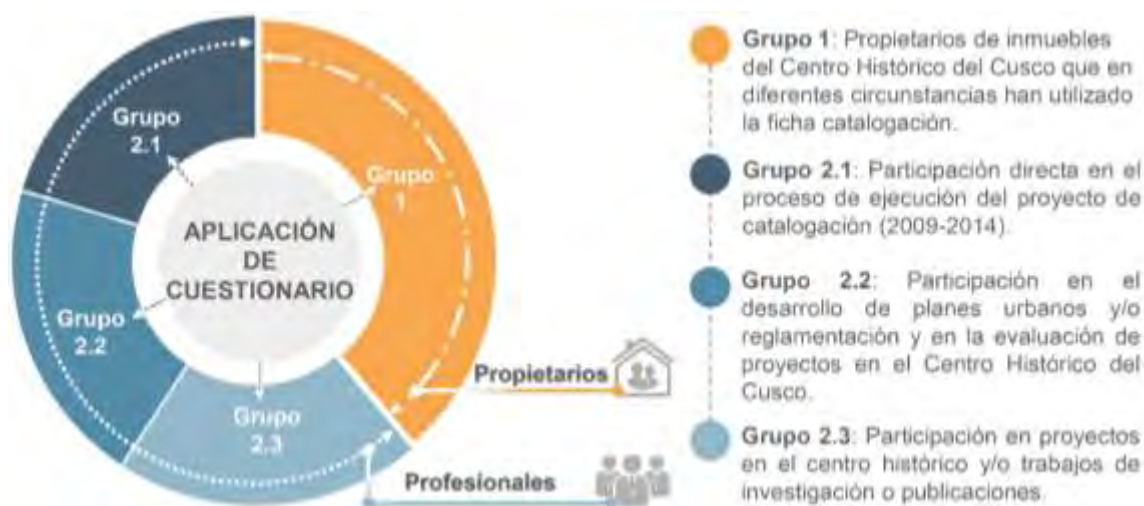 Grupo
2.1
Grupo
1
APLICACIÓN
DE
CUESTIONARIO
Grupo
2.2
Grupo
2.3
Propietarios
Profesionales
Grupo 1: Propietarios de inmuebles
del Centro Histórico del Cusco que en
diferentes circunstancias han utilizado
la ficha catalogación.
Grupo 2.1: Participación directa en el
proceso de ejecución del proyecto de
catalogación (2009-2014).
Grupo 2.2: Participación en el
desarrollo de planes urbanos y/o
reglamentación y en la evaluación de
proyectos en el Centro Histórico del
Cusco.
Grupo 2.3: Participación en proyectos
en el centro histórico y/o trabajos de
investigación o publicaciones.